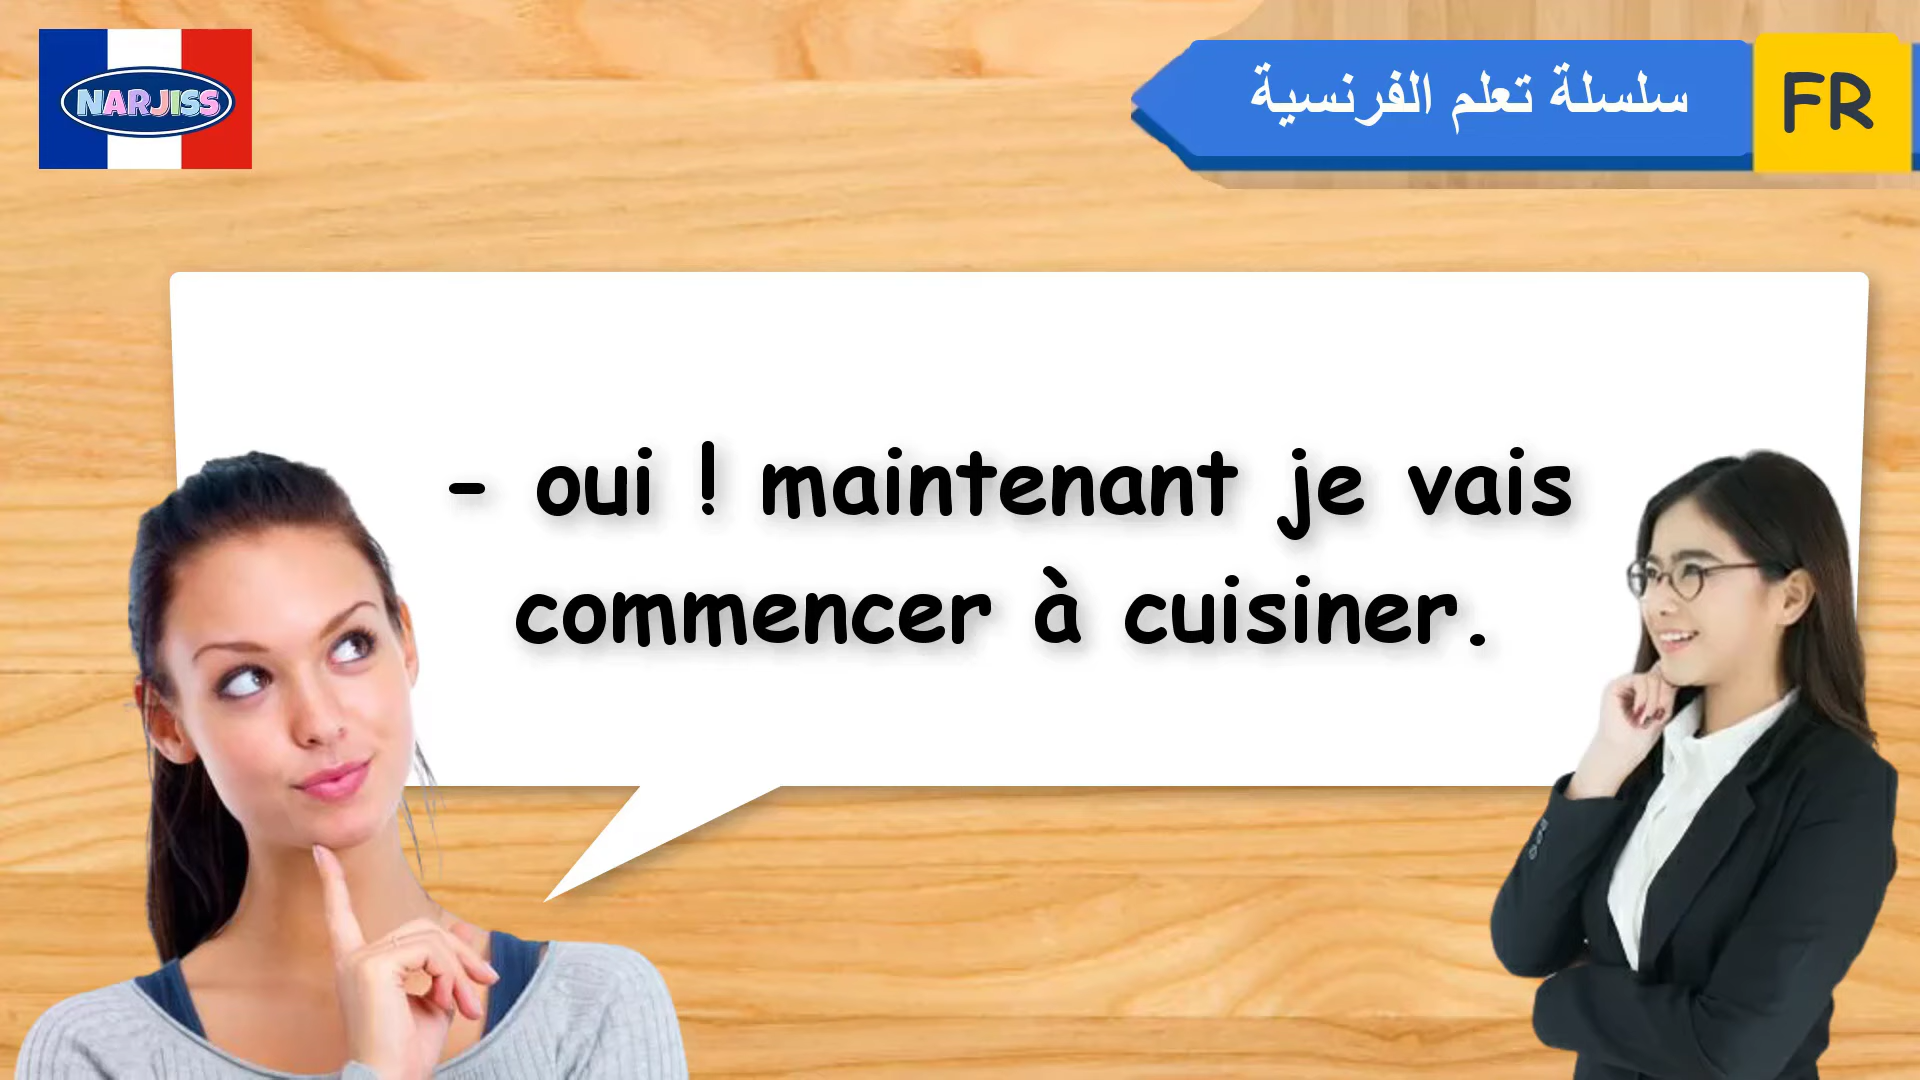 NARJISS
سلسلة تعلم الفرنسية
FR
- oui ! maintenant je vais
commencer à cuisiner.